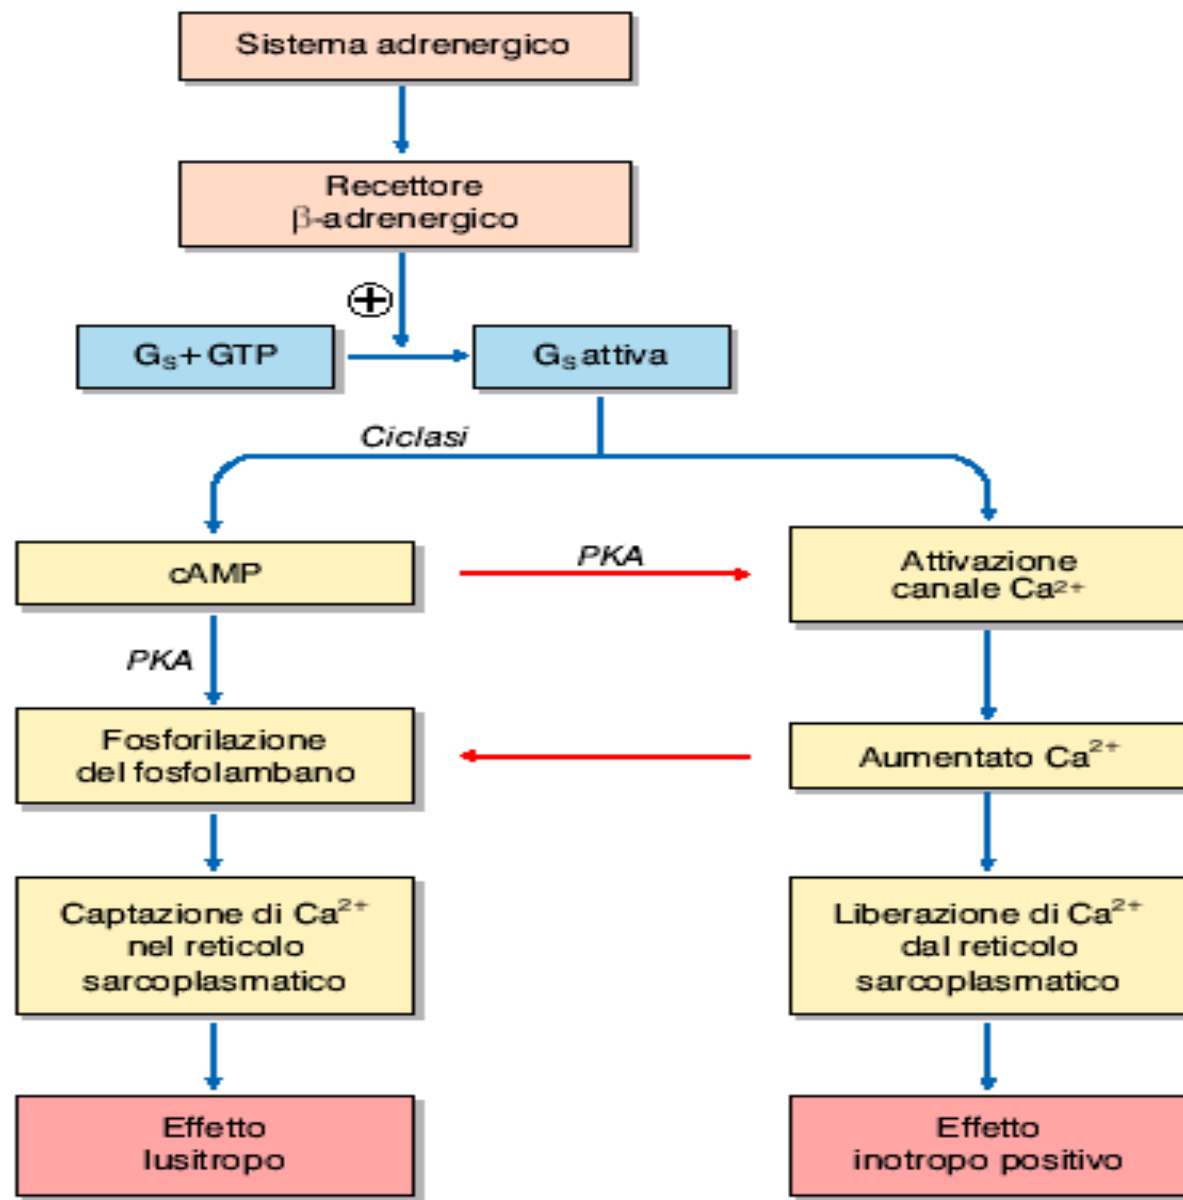 Sistema adrenergico
Recettore
β-adrenergico
+
Gs+GTP
Gs attiva
Ciclasi
cAMP
PKA
Attivazione
canale Ca²⁺
PKA
Fosforilazione
del fosfolambano
Aumentato Ca²⁺
Captazione di Ca²⁺
nel reticolo
sarcoplasmatico
Liberazione di Ca²⁺
dal reticolo
sarcoplasmatico
Effetto
lusitropo
Effetto
inotropo positivo